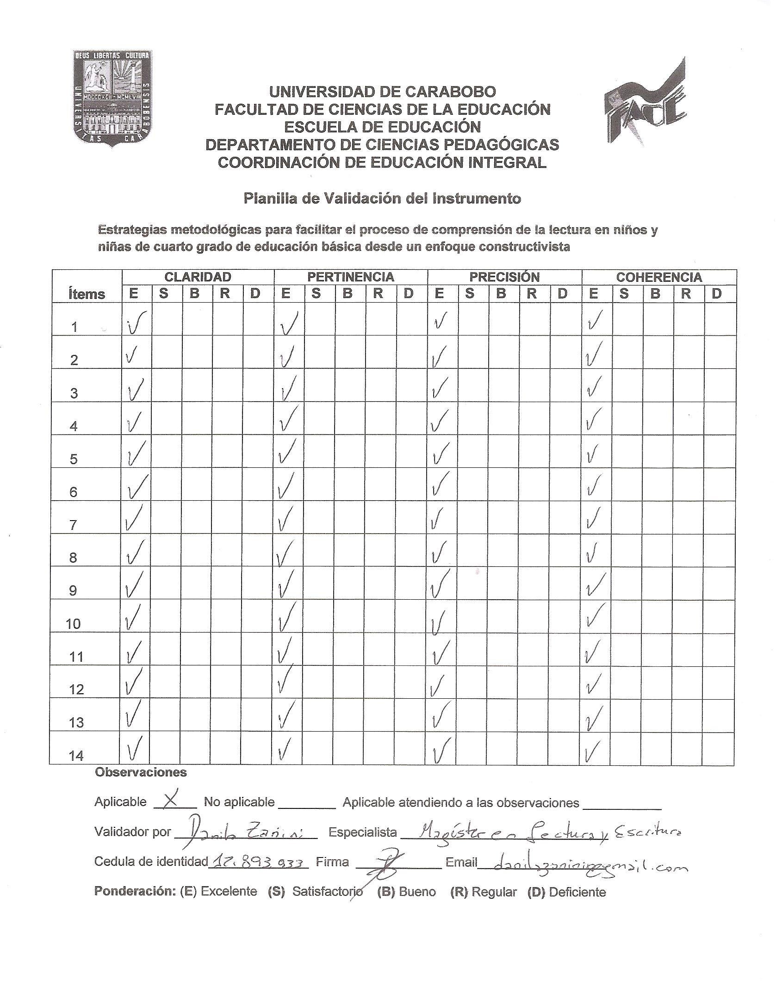 DEUS LIBERTAS CULTURA
MDCCCXCII - MCMLVIII
UNIVERSITAS CARABOBENSIS
FACE
UNIVERSIDAD DE CARABOBO
FACULTAD DE CIENCIAS DE LA EDUCACIÓN
ESCUELA DE EDUCACIÓN
DEPARTAMENTO DE CIENCIAS PEDAGÓGICAS
COORDINACIÓN DE EDUCACIÓN INTEGRAL
Planilla de Validación del Instrumento
Estrategias metodológicas para facilitar el proceso de comprensión de la lectura en niños y
niñas de cuarto grado de educación básica desde un enfoque constructivista
CLARIDAD PERTINENCIA PRECISIÓN COHERENCIA
Ítems E S B R D E S B R D E S B R D E S B R D
1 ✓ ✓ ✓ ✓
2 ✓ ✓ ✓ ✓
3 ✓ ✓ ✓ ✓
4 ✓ ✓ ✓ ✓
5 ✓ ✓ ✓ ✓
6 ✓ ✓ ✓ ✓
7 ✓ ✓ ✓ ✓
8 ✓ ✓ ✓ ✓
9 ✓ ✓ ✓ ✓
10 ✓ ✓ ✓ ✓
11 ✓ ✓ ✓ ✓
12 ✓ ✓ ✓ ✓
13 ✓ ✓ ✓ ✓
14 ✓ ✓ ✓ ✓
Observaciones
Aplicable X No aplicable Aplicable atendiendo a las observaciones
Validador por Danilo Zanini Especialista Magíster en Lectura y Escritura
Cedula de identidad Firma Email
Ponderación: (E) Excelente (S) Satisfactorio (B) Bueno (R) Regular (D) Deficiente